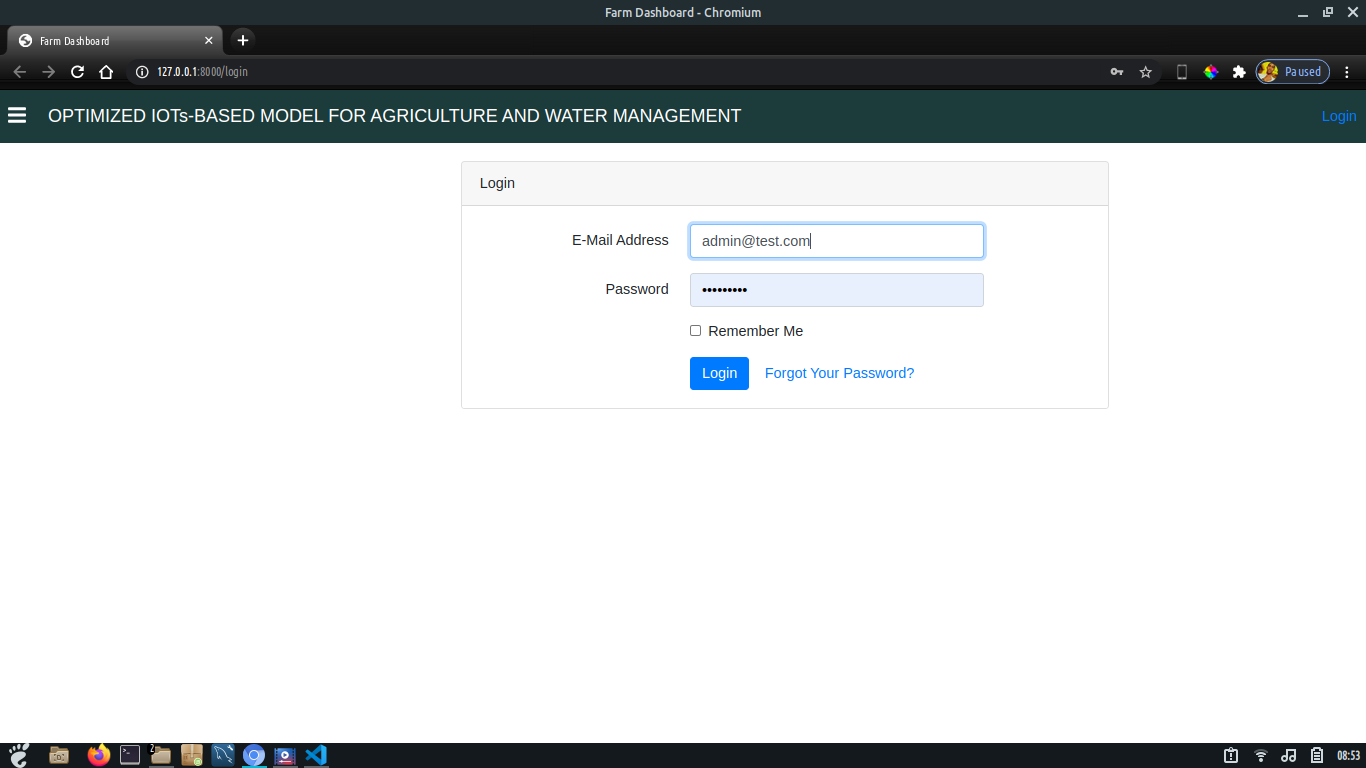 Farm Dashboard - Chromium
Farm Dashboard
127.0.0.1:8000/login
Paused
OPTIMIZED IOTs-BASED MODEL FOR AGRICULTURE AND WATER MANAGEMENT
Login
Login
E-Mail Address
admin@test.com
Password
•••••••••
Remember Me
Login
Forgot Your Password?
2
08:53